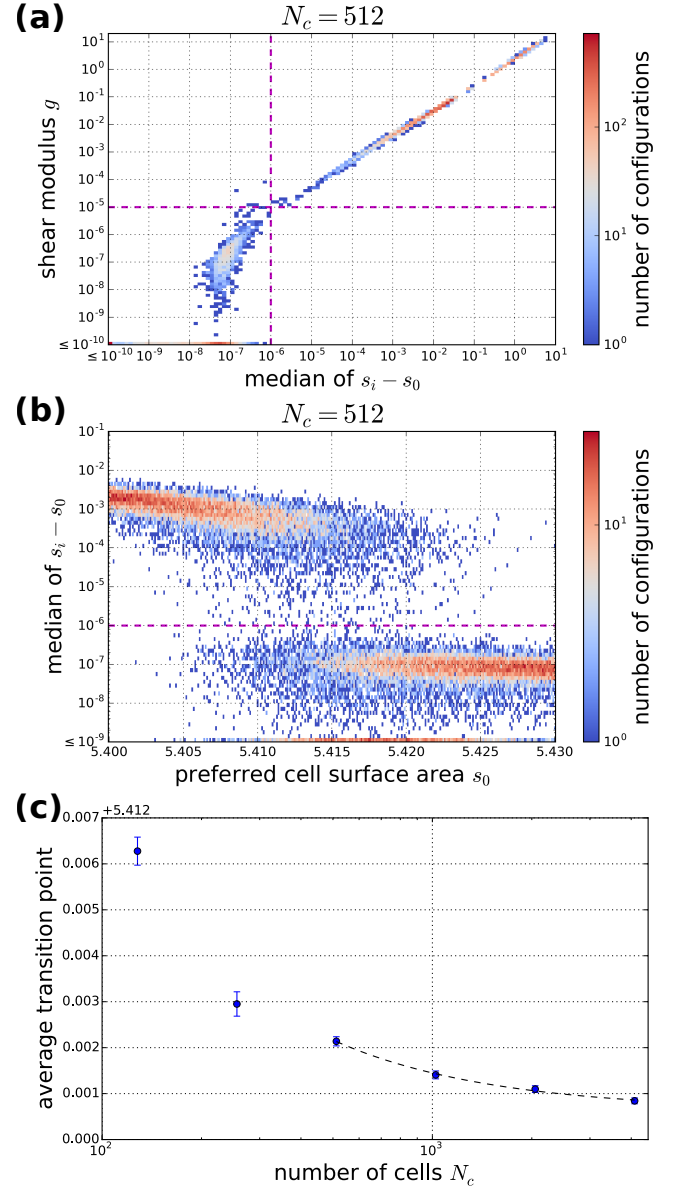 (a)
N_c = 512
shear modulus g
10^1
10^0
10^-1
10^-2
10^-3
10^-4
10^-5
10^-6
10^-7
10^-8
10^-9
≤ 10^-10
≤ 10^-10 10^-9 10^-8 10^-7 10^-6 10^-5 10^-4 10^-3 10^-2 10^-1 10^0 10^1
median of s_i − s_0
10^2
10^1
10^0
number of configurations
(b)
N_c = 512
median of s_i − s_0
10^-1
10^-2
10^-3
10^-4
10^-5
10^-6
10^-7
10^-8
≤ 10^-9
5.400 5.405 5.410 5.415 5.420 5.425 5.430
preferred cell surface area s_0
10^1
10^0
number of configurations
(c)
+5.412
average transition point
0.007
0.006
0.005
0.004
0.003
0.002
0.001
0.000
10^2 10^3
number of cells N_c